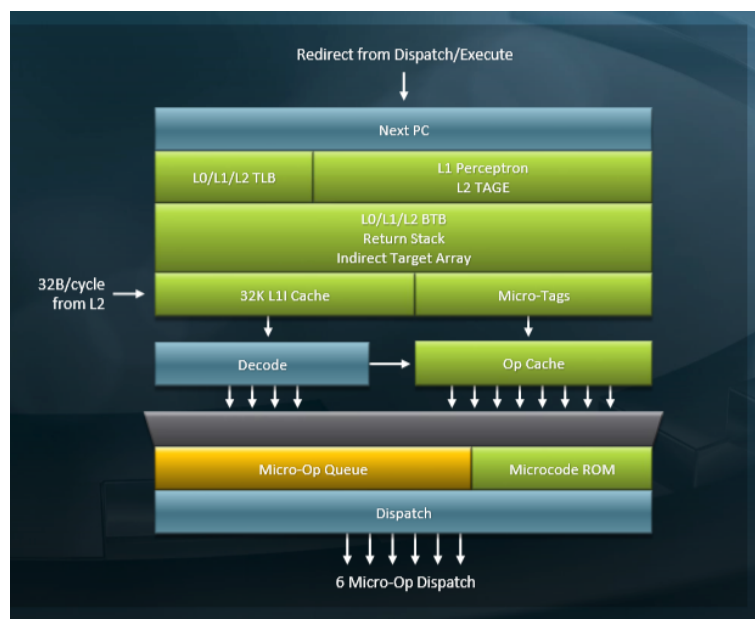 Redirect from Dispatch/Execute
Next PC
L0/L1/L2 TLB
L1 Perceptron
L2 TAGE
L0/L1/L2 BTB
Return Stack
Indirect Target Array
32B/cycle
from L2
32K L1I Cache
Micro-Tags
Decode
Op Cache
Micro-Op Queue
Microcode ROM
Dispatch
6 Micro-Op Dispatch